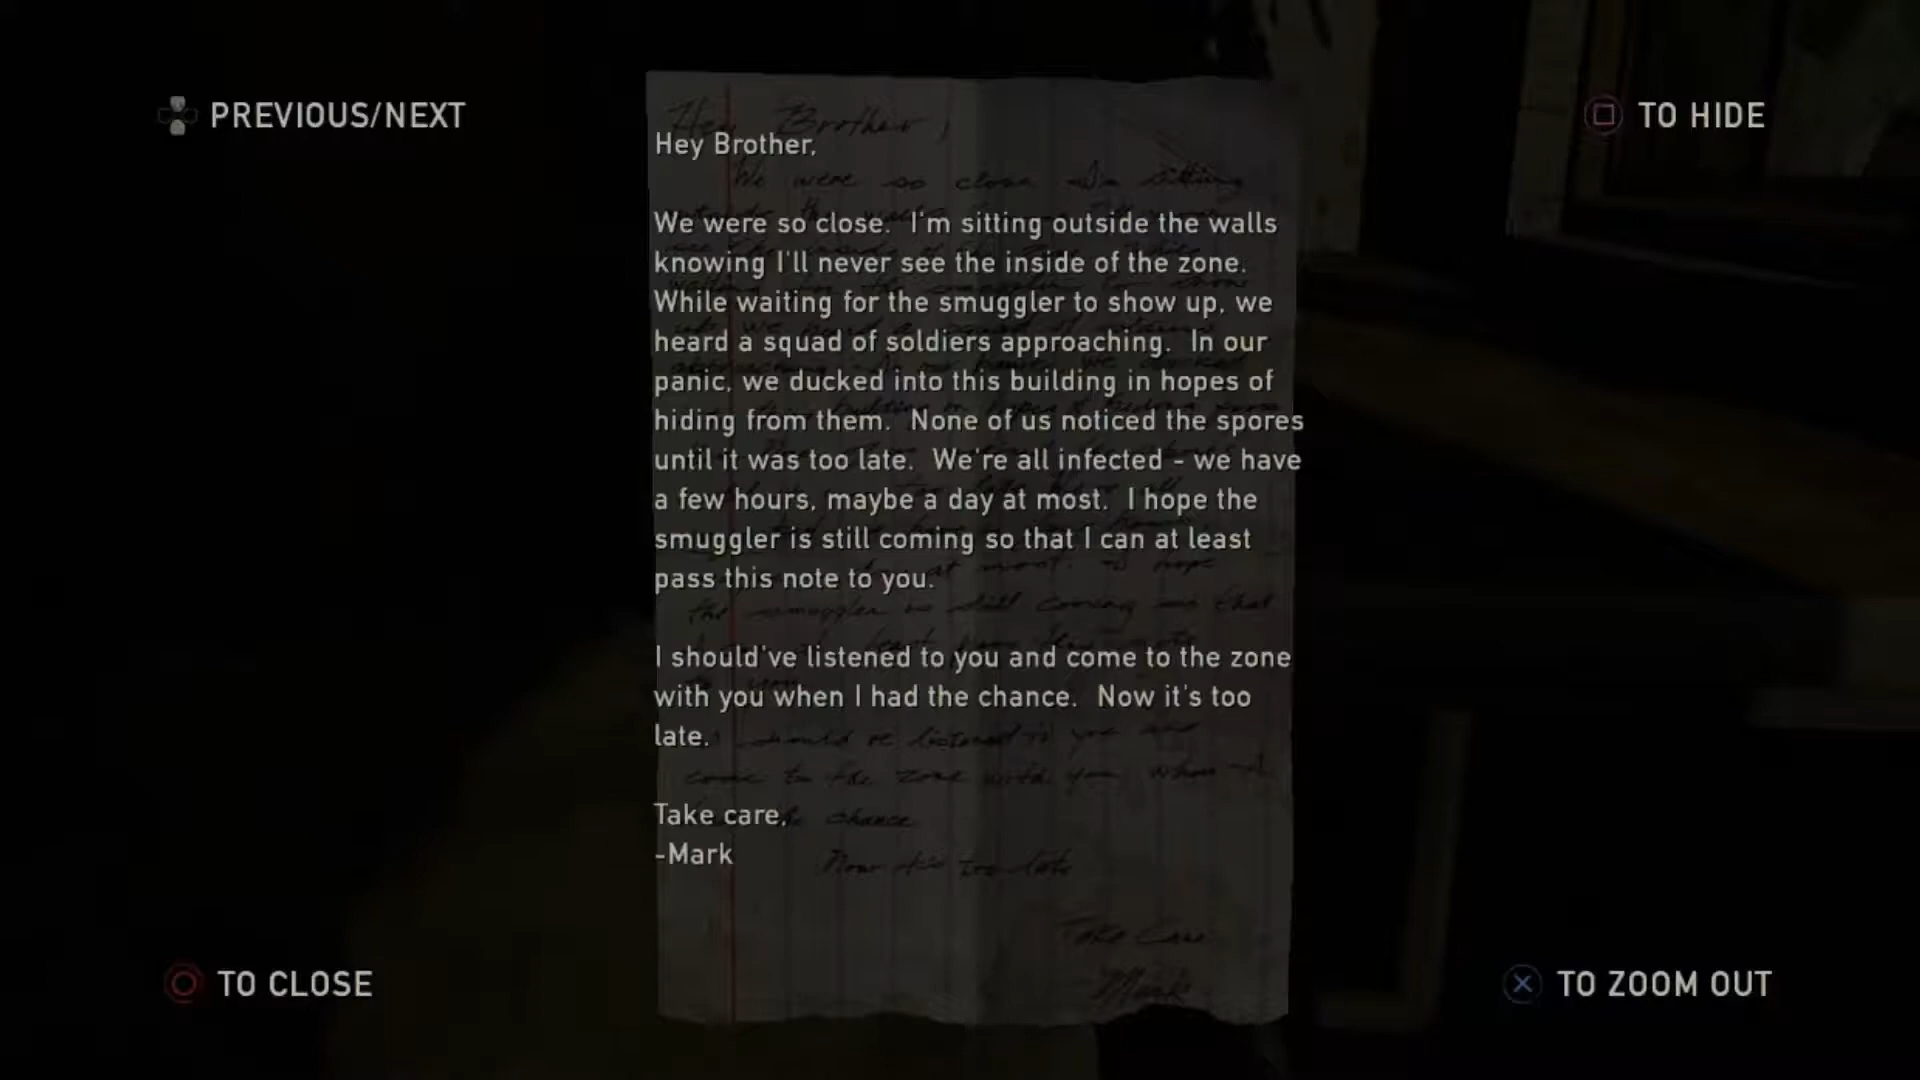 PREVIOUS/NEXT
TO HIDE
Hey Brother,
We were so close. I'm sitting outside the walls
knowing I'll never see the inside of the zone.
While waiting for the smuggler to show up, we
heard a squad of soldiers approaching. In our
panic, we ducked into this building in hopes of
hiding from them. None of us noticed the spores
until it was too late. We're all infected - we have
a few hours, maybe a day at most. I hope the
smuggler is still coming so that I can at least
pass this note to you.
I should've listened to you and come to the zone
with you when I had the chance. Now it's too
late.
Take care,
-Mark
TO CLOSE
TO ZOOM OUT